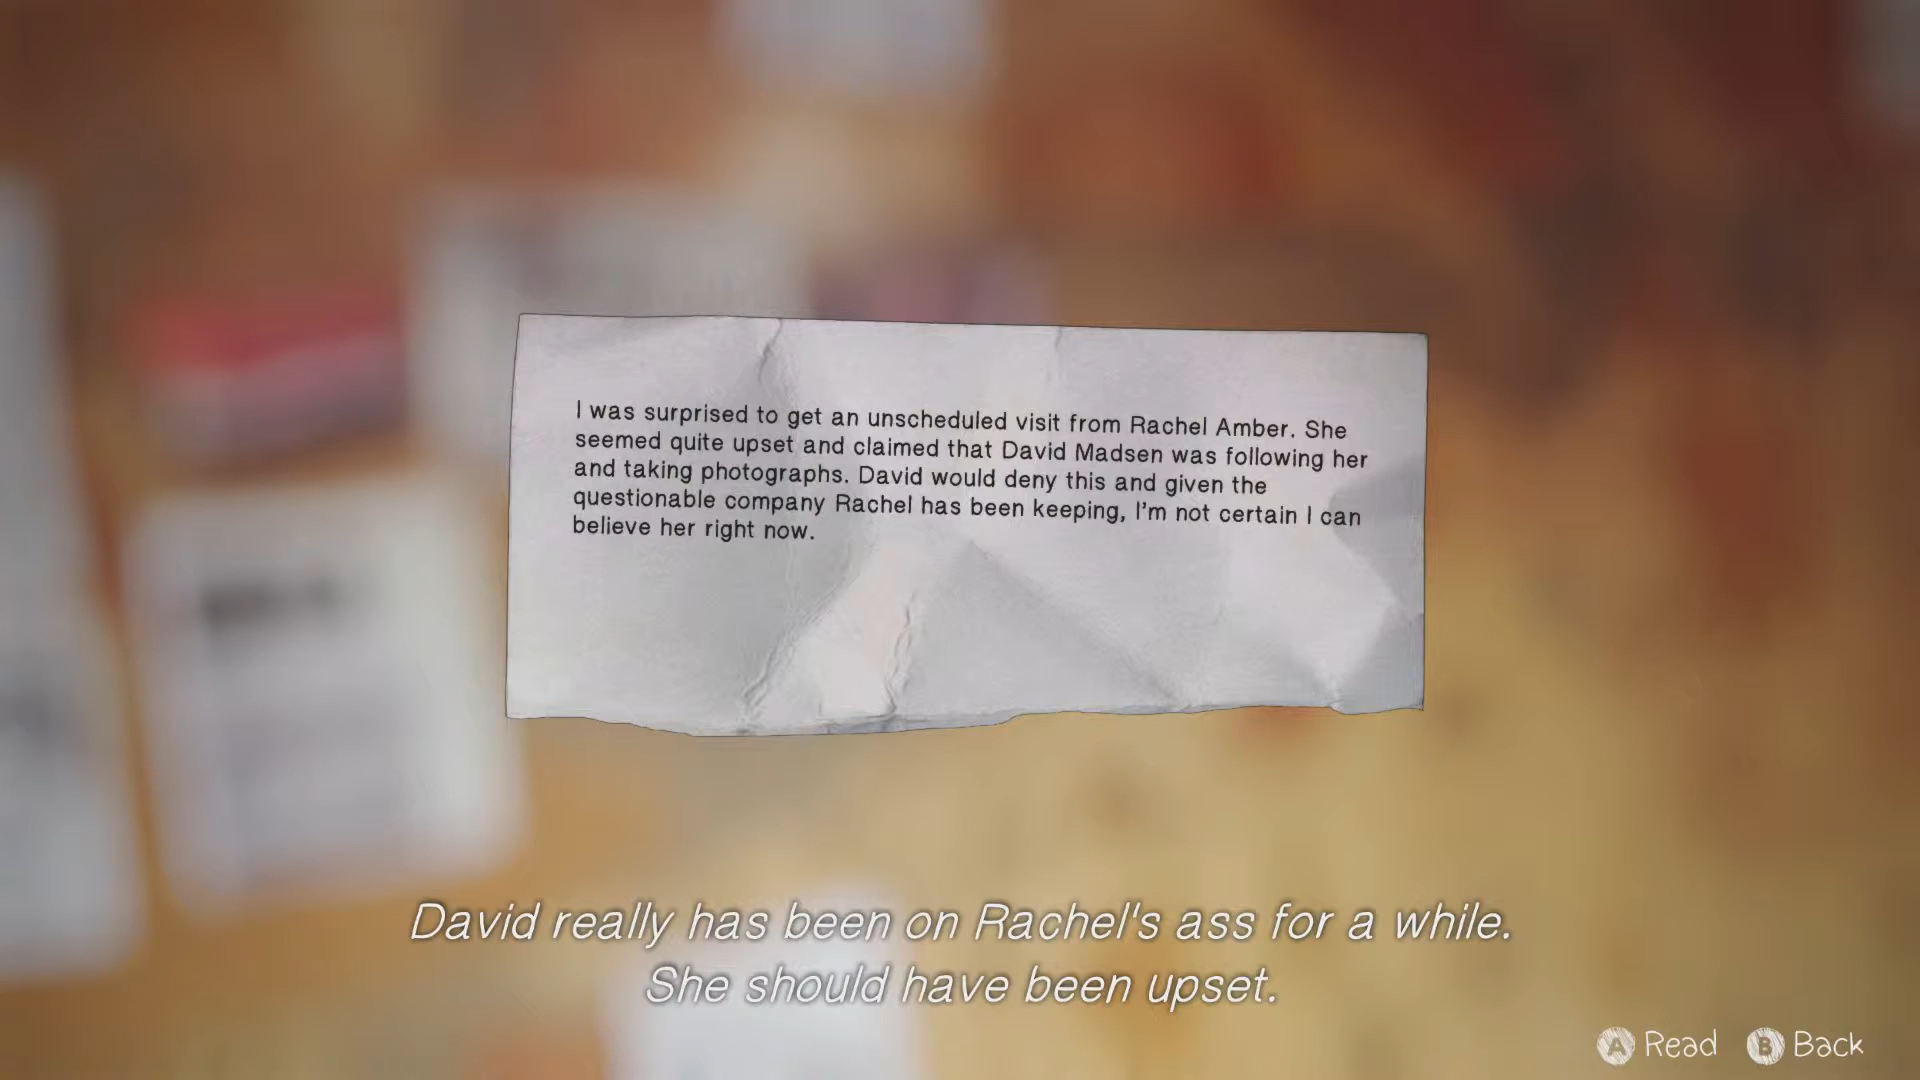 I was surprised to get an unscheduled visit from Rachel Amber. She
seemed quite upset and claimed that David Madsen was following her
and taking photographs. David would deny this and given the
questionable company Rachel has been keeping, I'm not certain I can
believe her right now.
David really has been on Rachel's ass for a while.
She should have been upset.
A Read B Back